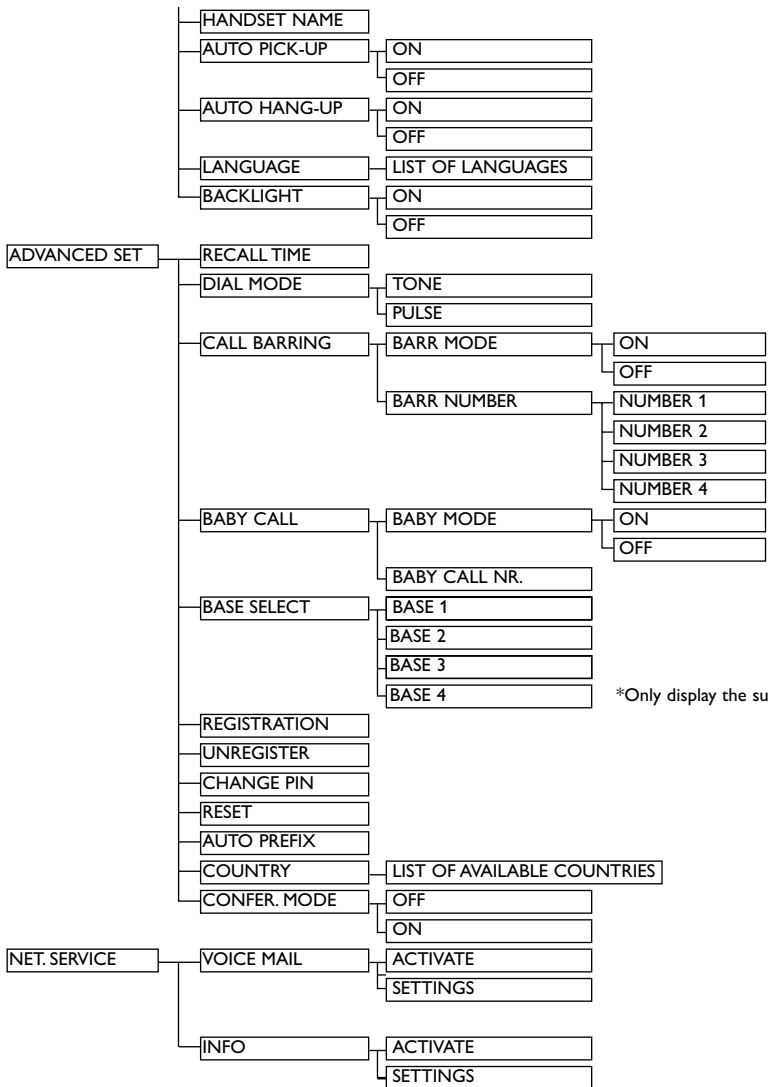 HANDSET NAME
AUTO PICK-UP ON
OFF
AUTO HANG-UP ON
OFF
LANGUAGE LIST OF LANGUAGES
BACKLIGHT ON
OFF
ADVANCED SET RECALL TIME
DIAL MODE TONE
PULSE
CALL BARRING BARR MODE ON
OFF
BARR NUMBER NUMBER 1
NUMBER 2
NUMBER 3
NUMBER 4
BABY CALL BABY MODE ON
OFF
BABY CALL NR.
BASE SELECT BASE 1
BASE 2
BASE 3
BASE 4 *Only display the su
REGISTRATION
UNREGISTER
CHANGE PIN
RESET
AUTO PREFIX
COUNTRY LIST OF AVAILABLE COUNTRIES
CONFER. MODE OFF
ON
NET. SERVICE VOICE MAIL ACTIVATE
SETTINGS
INFO ACTIVATE
SETTINGS